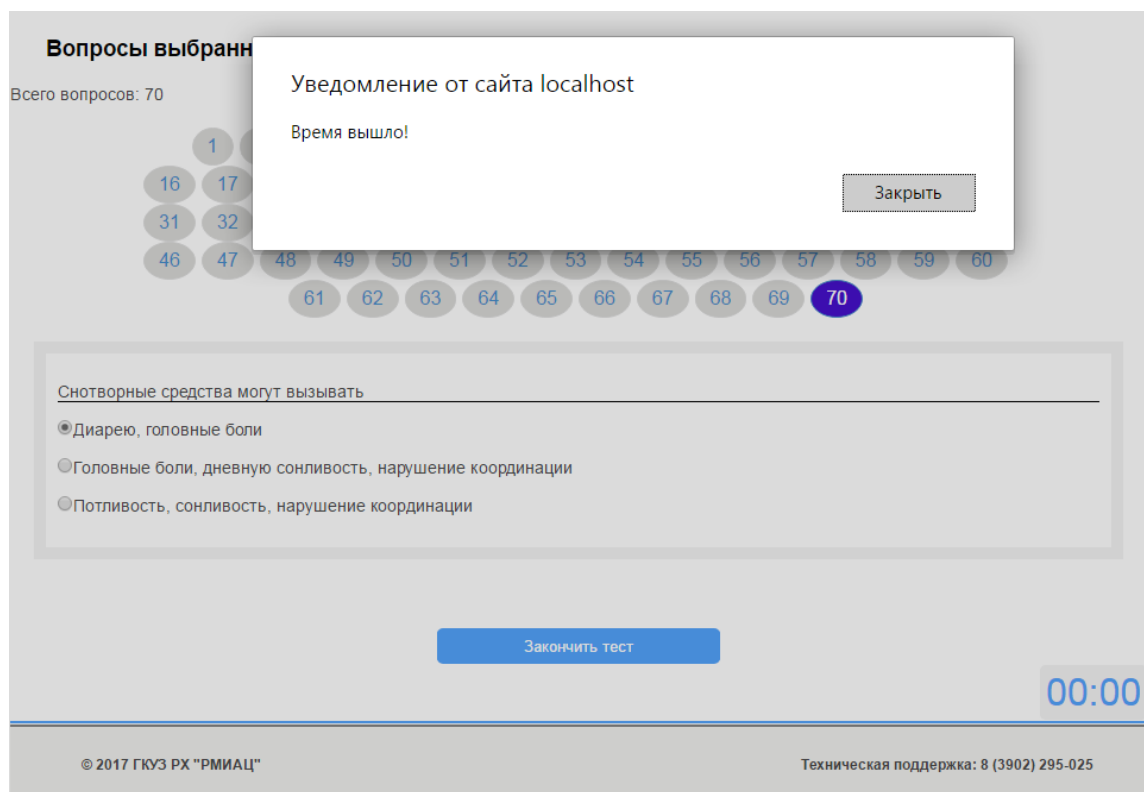 Вопросы выбранн
Уведомление от сайта localhost
Всего вопросов: 70
Время вышло!
1
16 17
Закрыть
31 32
46 47 48 49 50 51 52 53 54 55 56 57 58 59 60
61 62 63 64 65 66 67 68 69 70
Снотворные средства могут вызывать
Диарею, головные боли
Головные боли, дневную сонливость, нарушение координации
Потливость, сонливость, нарушение координации
Закончить тест
00:00
© 2017 ГКУЗ РХ "РМИАЦ"
Техническая поддержка: 8 (3902) 295-025